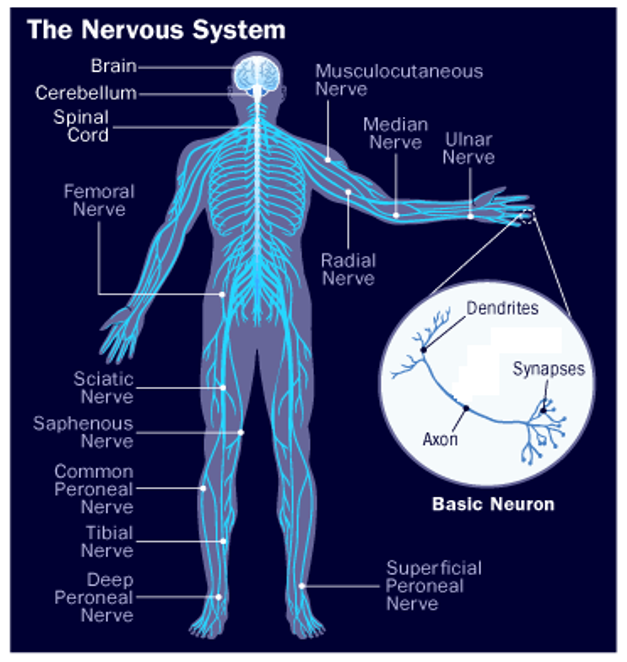 The Nervous System
Brain
Cerebellum
Spinal
Cord
Musculocutaneous
Nerve
Median
Nerve
Ulnar
Nerve
Femoral
Nerve
Radial
Nerve
Dendrites
Synapses
Axon
Basic Neuron
Sciatic
Nerve
Saphenous
Nerve
Common
Peroneal
Nerve
Tibial
Nerve
Deep
Peroneal
Nerve
Superficial
Peroneal
Nerve